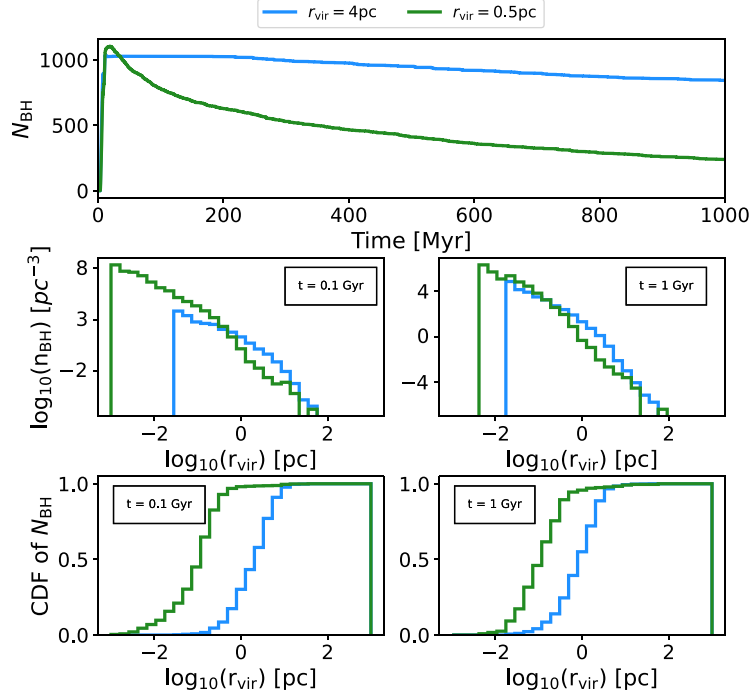 r_vir = 4pc r_vir = 0.5pc
1000
500
0
N_BH
0 200 400 600 800 1000
Time [Myr]
8
3
−2
log₁₀(n_BH) [pc⁻³]
t = 0.1 Gyr
−2 0 2
log₁₀(r_vir) [pc]
4
0
−4
t = 1 Gyr
−2 0 2
log₁₀(r_vir) [pc]
1.0
0.5
0.0
CDF of N_BH
t = 0.1 Gyr
−2 0 2
log₁₀(r_vir) [pc]
1.0
0.5
0.0
t = 1 Gyr
−2 0 2
log₁₀(r_vir) [pc]